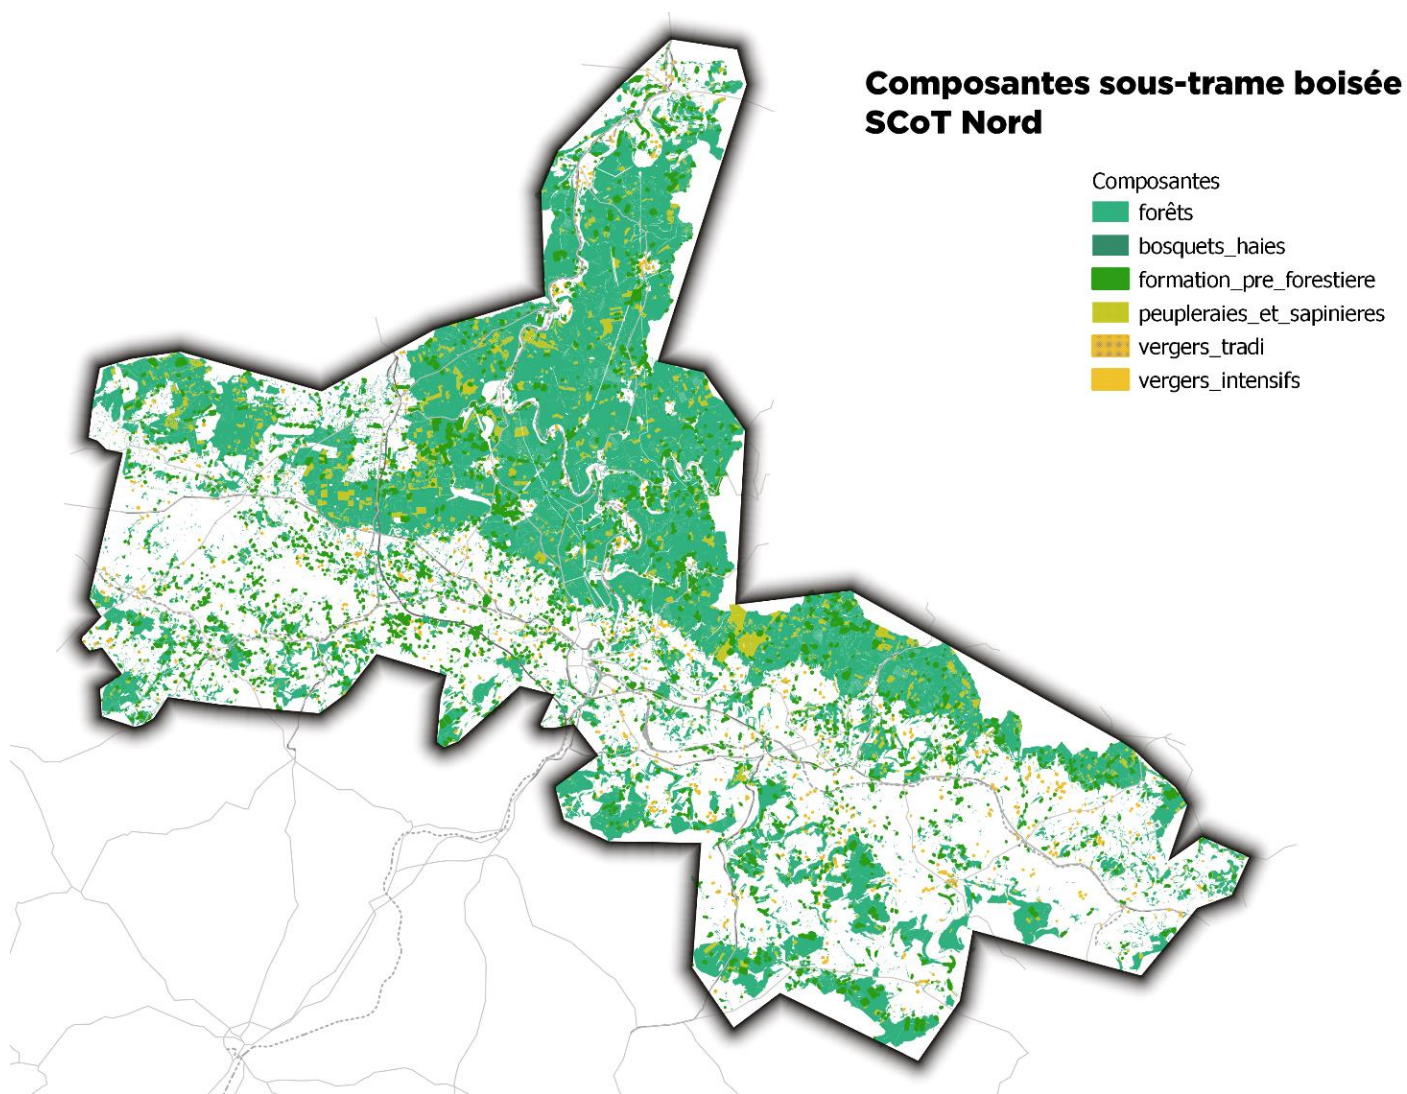 Composantes sous-trame boisée
SCoT Nord
Composantes
forêts
bosquets_haies
formation_pre_forestiere
peupleraies_et_sapinieres
vergers_tradi
vergers_intensifs